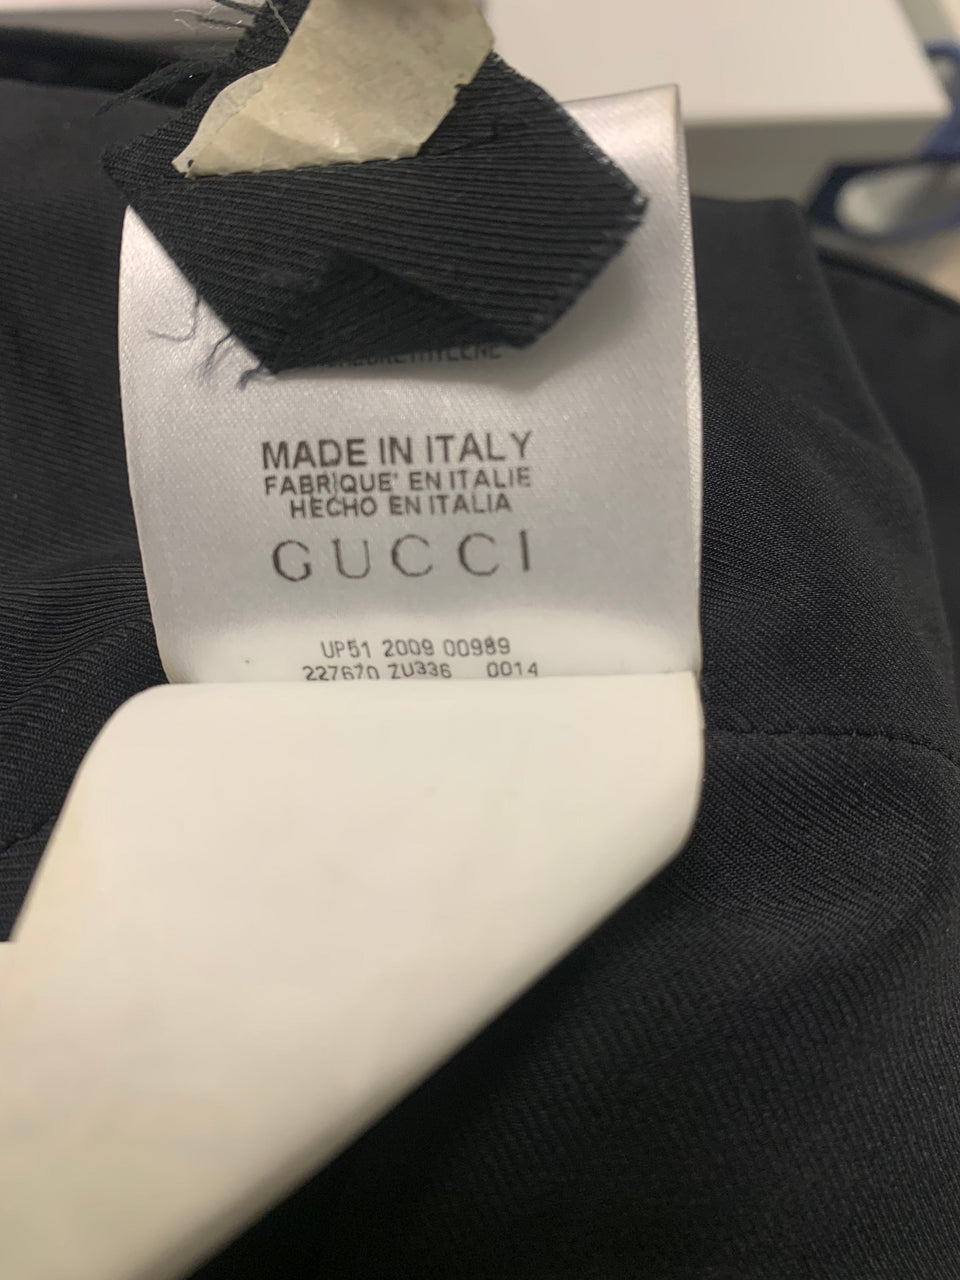 MADE IN ITALY
FABRIQUE' EN ITALIE
HECHO EN ITALIA
GUCCI
UP51 2009 00989
227670 ZU336 0014